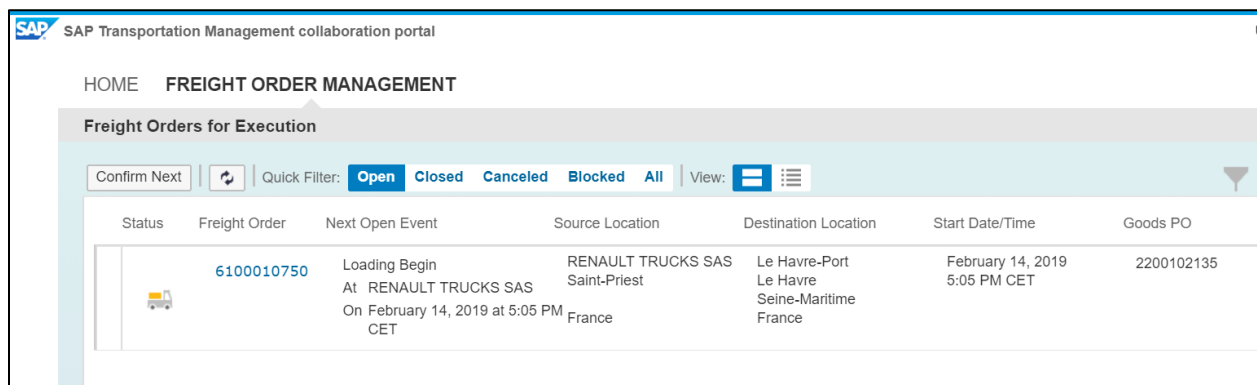 SAP SAP Transportation Management collaboration portal
HOME FREIGHT ORDER MANAGEMENT
Freight Orders for Execution
Confirm Next Quick Filter: Open Closed Canceled Blocked All View:
Status Freight Order Next Open Event Source Location Destination Location Start Date/Time Goods PO
6100010750
Loading Begin
At RENAULT TRUCKS SAS
On February 14, 2019 at 5:05 PM
CET
RENAULT TRUCKS SAS
Saint-Priest
France
Le Havre-Port
Le Havre
Seine-Maritime
France
February 14, 2019
5:05 PM CET
2200102135